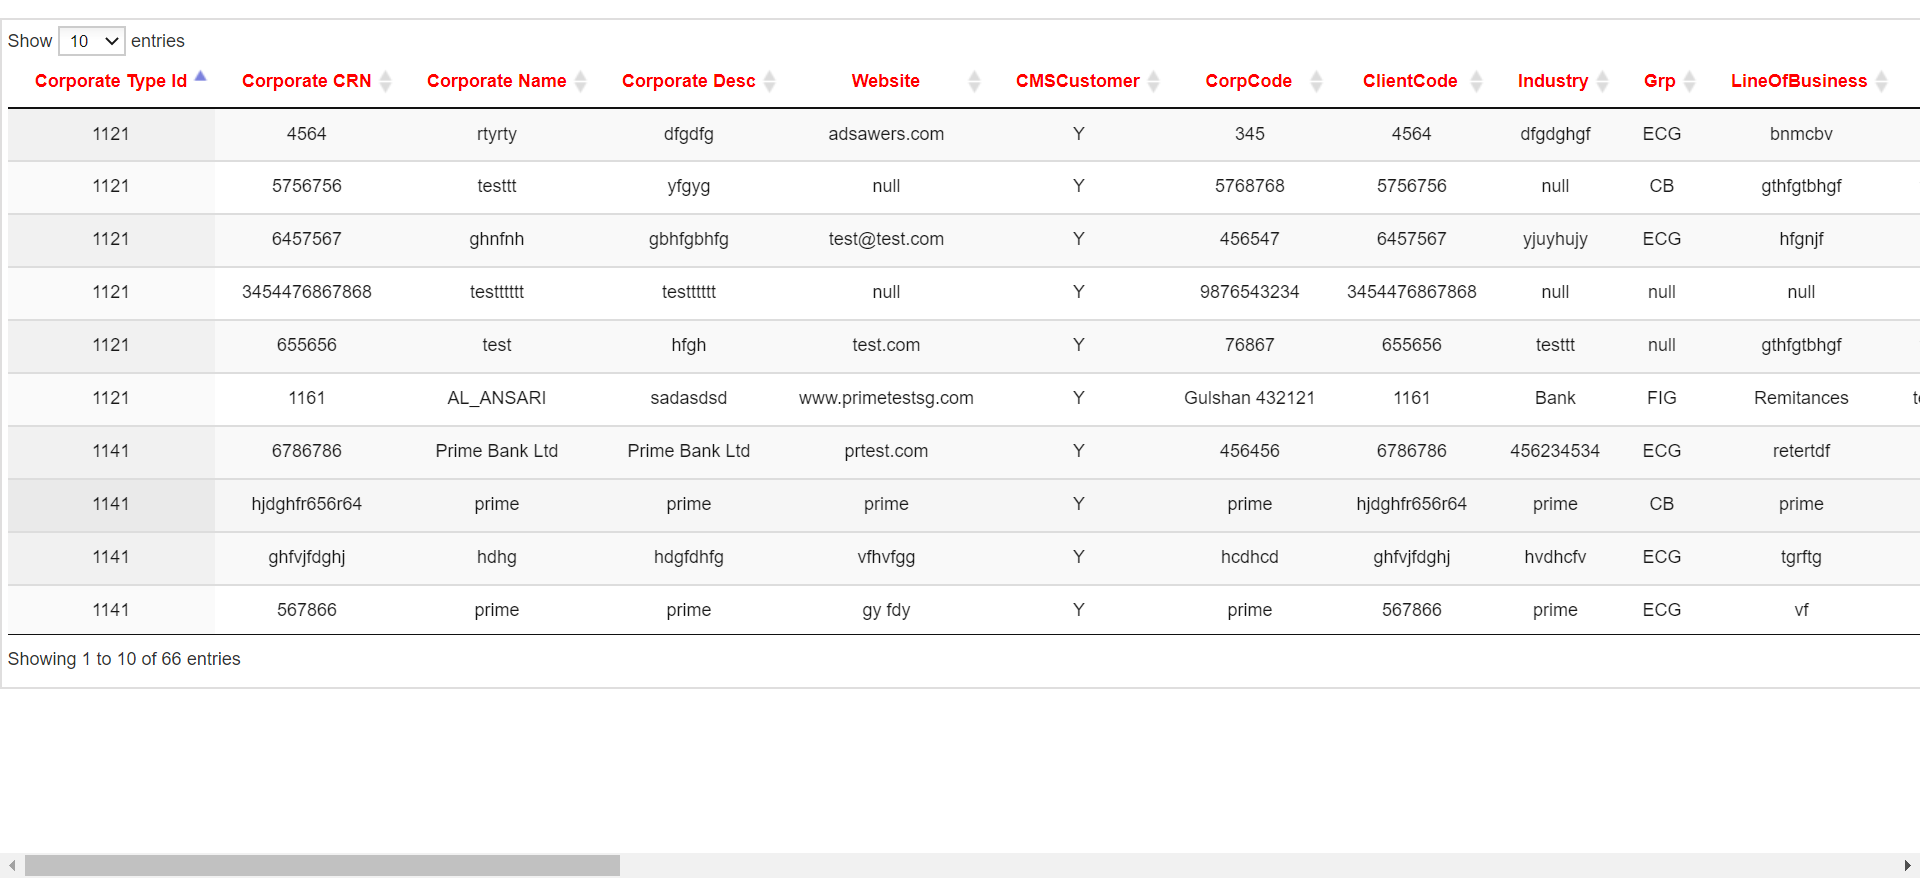 Show 10 entries
Corporate Type Id Corporate CRN Corporate Name Corporate Desc Website CMSCustomer CorpCode ClientCode Industry Grp LineOfBusiness
1121 4564 rtyrty dfgdfg adsawers.com Y 345 4564 dfgdghgf ECG bnmcbv
1121 5756756 testtt yfgyg null Y 5768768 5756756 null CB gthfgtbhgf
1121 6457567 ghnfnh gbhfgbhfg test@test.com Y 456547 6457567 yjuyhujy ECG hfgnjf
1121 3454476867868 testttttt testttttt null Y 9876543234 3454476867868 null null null
1121 655656 test hfgh test.com Y 76867 655656 testtt null gthfgtbhgf
1121 1161 AL_ANSARI sadasdsd www.primetestsg.com Y Gulshan 432121 1161 Bank FIG Remitances
1141 6786786 Prime Bank Ltd Prime Bank Ltd prtest.com Y 456456 6786786 456234534 ECG retertdf
1141 hjdghfr656r64 prime prime prime Y prime hjdghfr656r64 prime CB prime
1141 ghfvjfdghj hdhg hdgfdhfg vfhvfgg Y hcdhcd ghfvjfdghj hvdhcfv ECG tgrftg
1141 567866 prime prime gy fdy Y prime 567866 prime ECG vf
Showing 1 to 10 of 66 entries